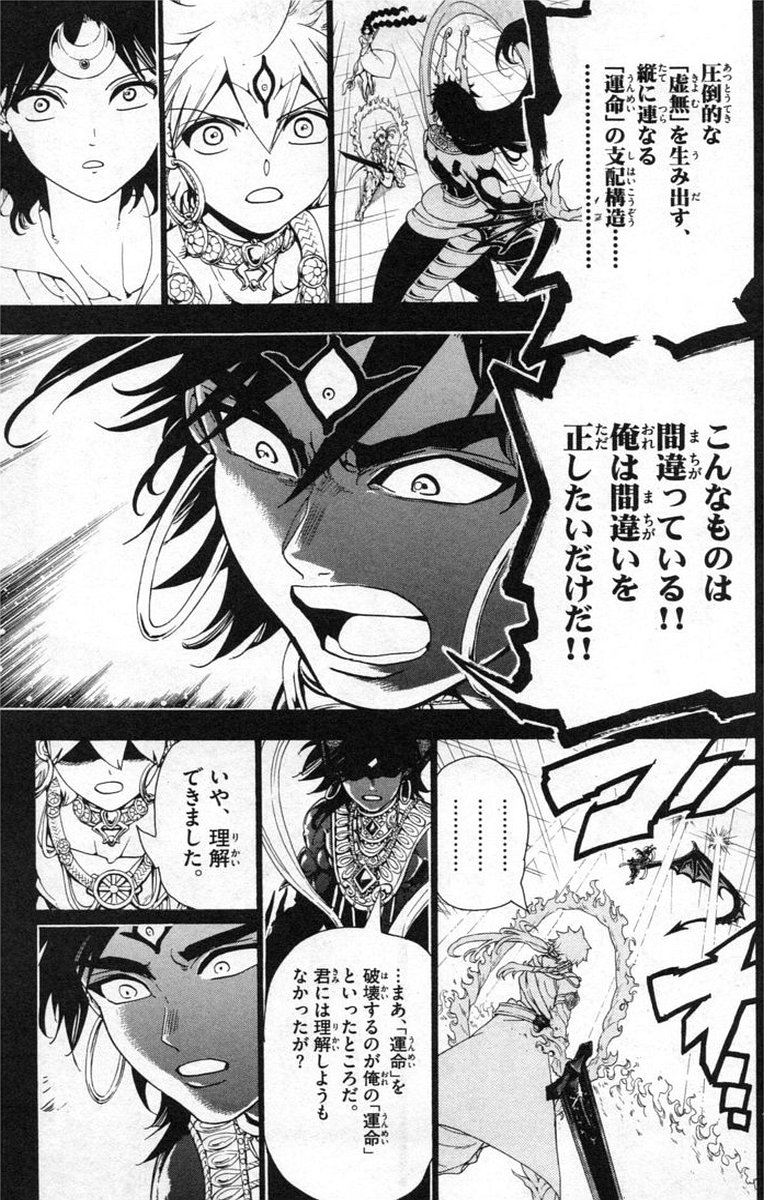 圧倒的な
「虚無」を生み出す、
縦に連なる
「運命」の支配構造
………………
こんなものは
間違っている!!
俺は間違いを
正したいだけだ!!
ゴ
ォ
………
………
…まぁ、「運命」を
破壊するのが俺の「運命」
といったところだ。
君には理解しようも
なかったが?
いや、理解
できました。